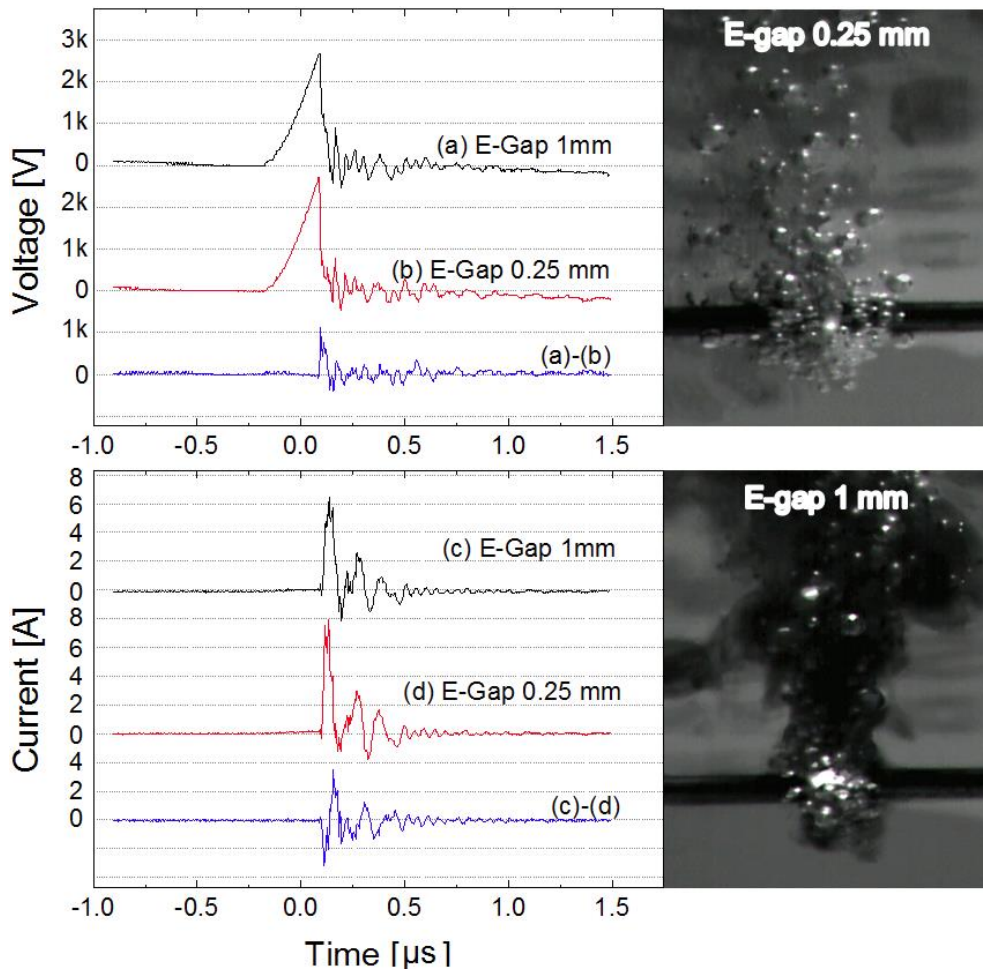 Voltage [V]
3k
2k
1k
0
(a) E-Gap 1mm
2k
1k
0
(b) E-Gap 0.25 mm
1k
0
(a)-(b)
-1.0 -0.5 0.0 0.5 1.0 1.5
E-gap 0.25 mm
Current [A]
8
6
4
2
0
(c) E-Gap 1mm
8
6
4
2
0
(d) E-Gap 0.25 mm
4
2
0
(c)-(d)
-1.0 -0.5 0.0 0.5 1.0 1.5
Time [µs]
E-gap 1 mm